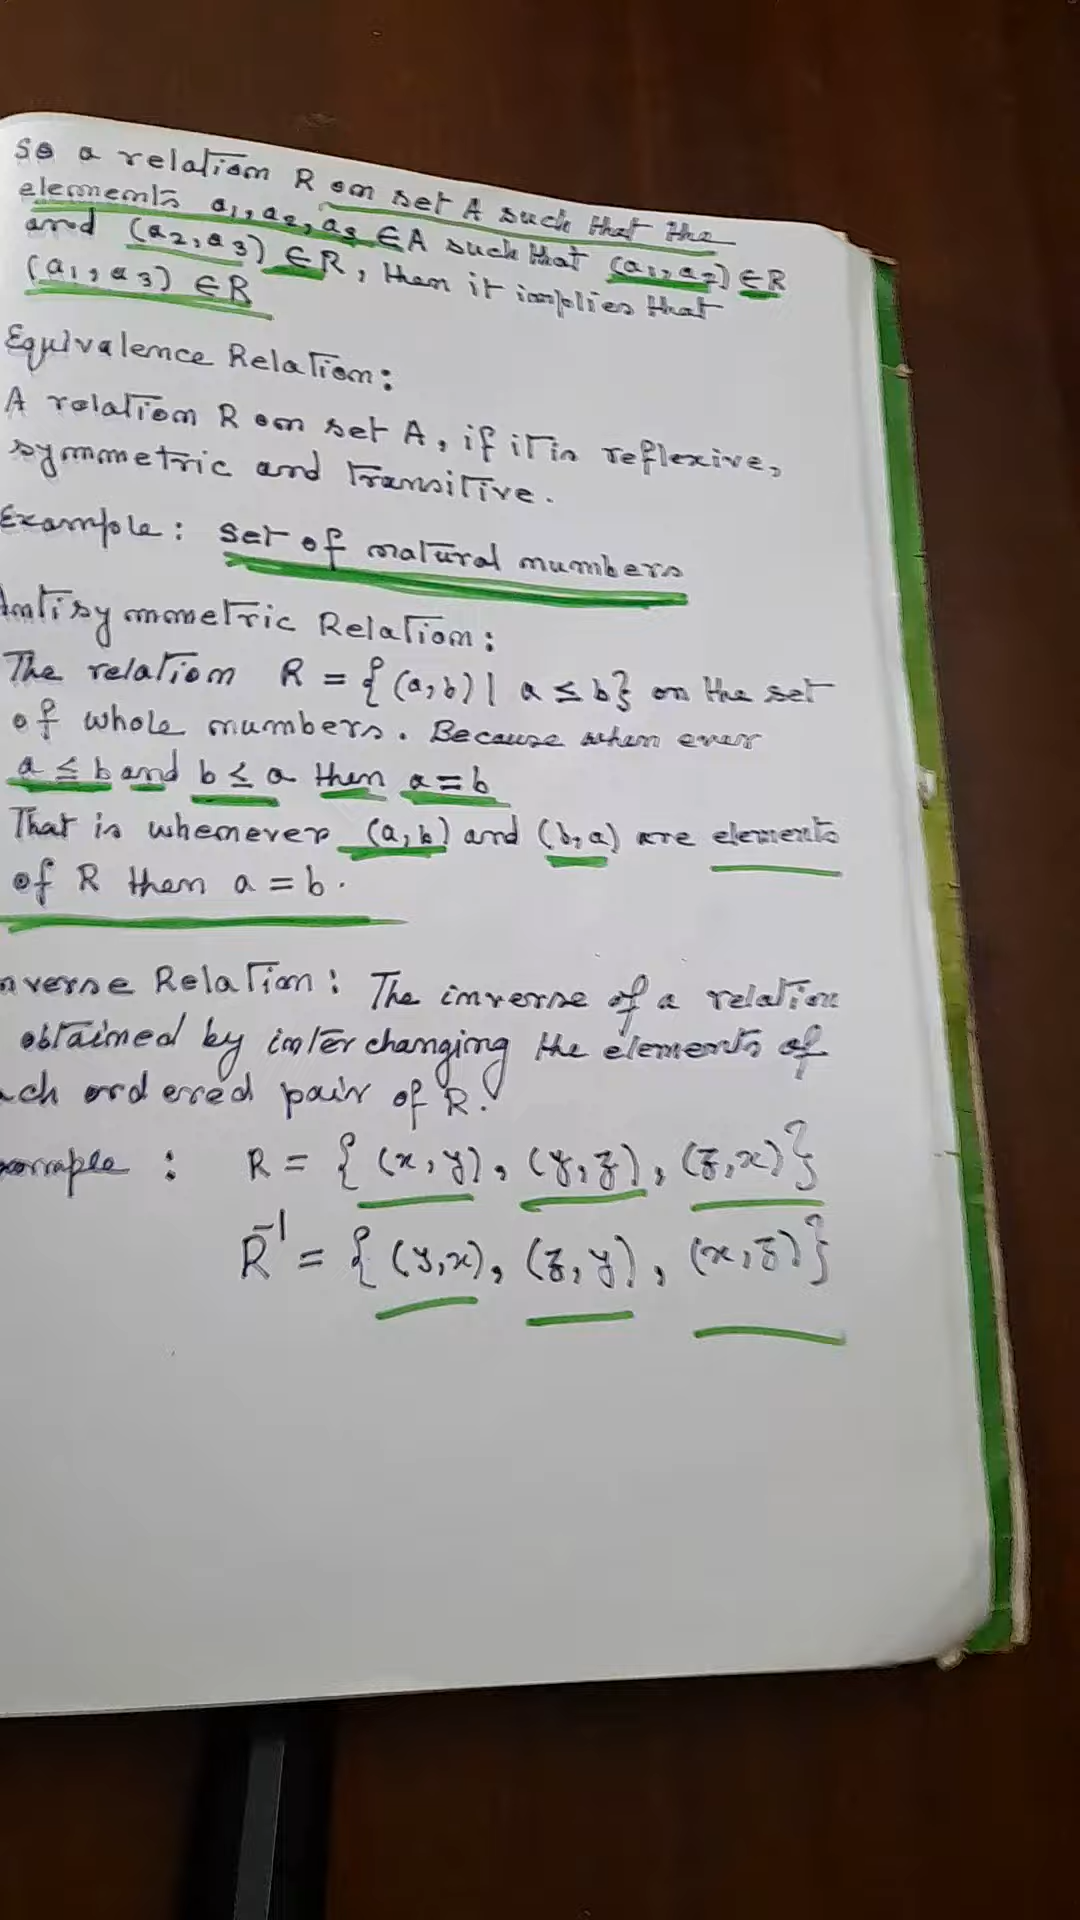 so a relation R on set A such that the
elements a₁, a₂, a₃ ∈ A such that (a₁, a₂) ∈ R
and (a₂, a₃) ∈ R, then it implies that
(a₁, a₃) ∈ R
Equivalence Relation:
A relation R on set A, if it is reflexive,
symmetric and transitive.
Example: set of natural numbers
Antisymmetric Relation:
The relation R = {(a,b) | a ≤ b} on the set
of whole numbers. Because when ever
a ≤ b and b ≤ a then a = b
That is whenever (a,b) and (b,a) are elements
of R then a = b.
nverse Relation: The inverse of a relation
obtained by interchanging the elements of
ach ordered pair of R.
ample : R = { (x,y), (y,z), (z,x)}
R⁻¹ = { (y,x), (z,y), (x,z)}